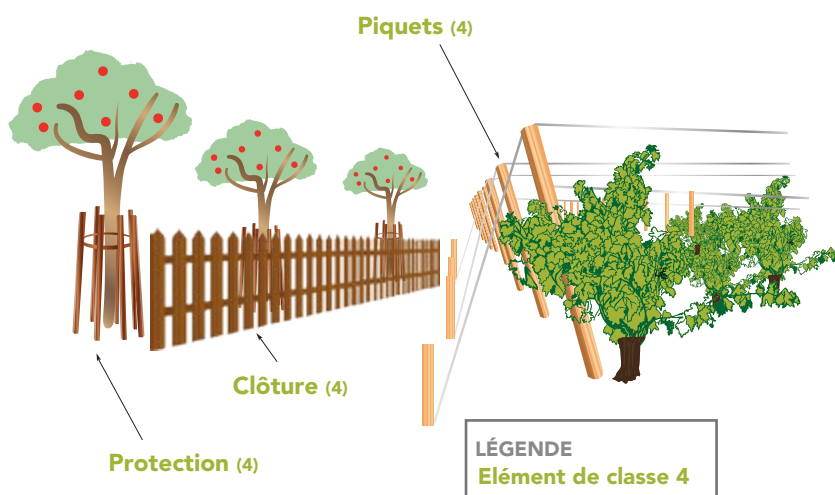 Piquets (4)
Clôture (4)
Protection (4)
LÉGENDE
Elément de classe 4